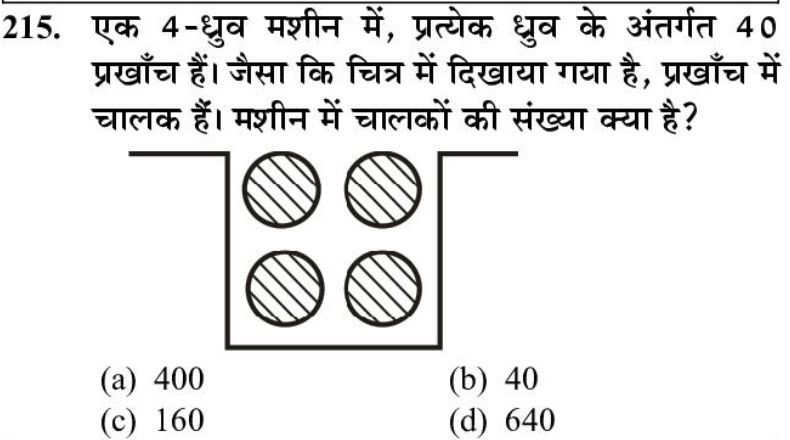 215. एक 4-ध्रुव मशीन में, प्रत्येक ध्रुव के अंतर्गत 40
प्रखाँच हैं। जैसा कि चित्र में दिखाया गया है, प्रखाँच में
चालक हैं। मशीन में चालकों की संख्या क्या है?
(a) 400 (b) 40
(c) 160 (d) 640